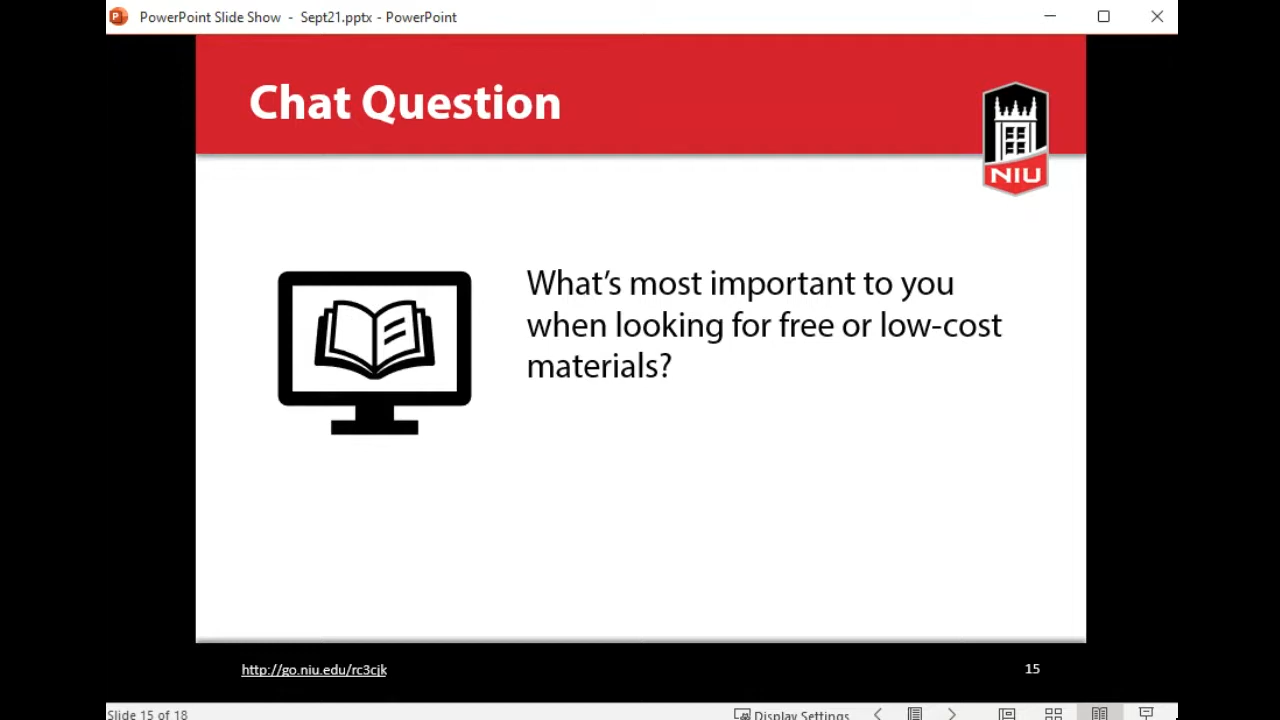 PowerPoint Slide Show - Sept21.pptx - PowerPoint
Chat Question
NIU
What's most important to you
when looking for free or low-cost
materials?
http://go.niu.edu/rc3cjk
15
Slide 15 of 18
Display Settings